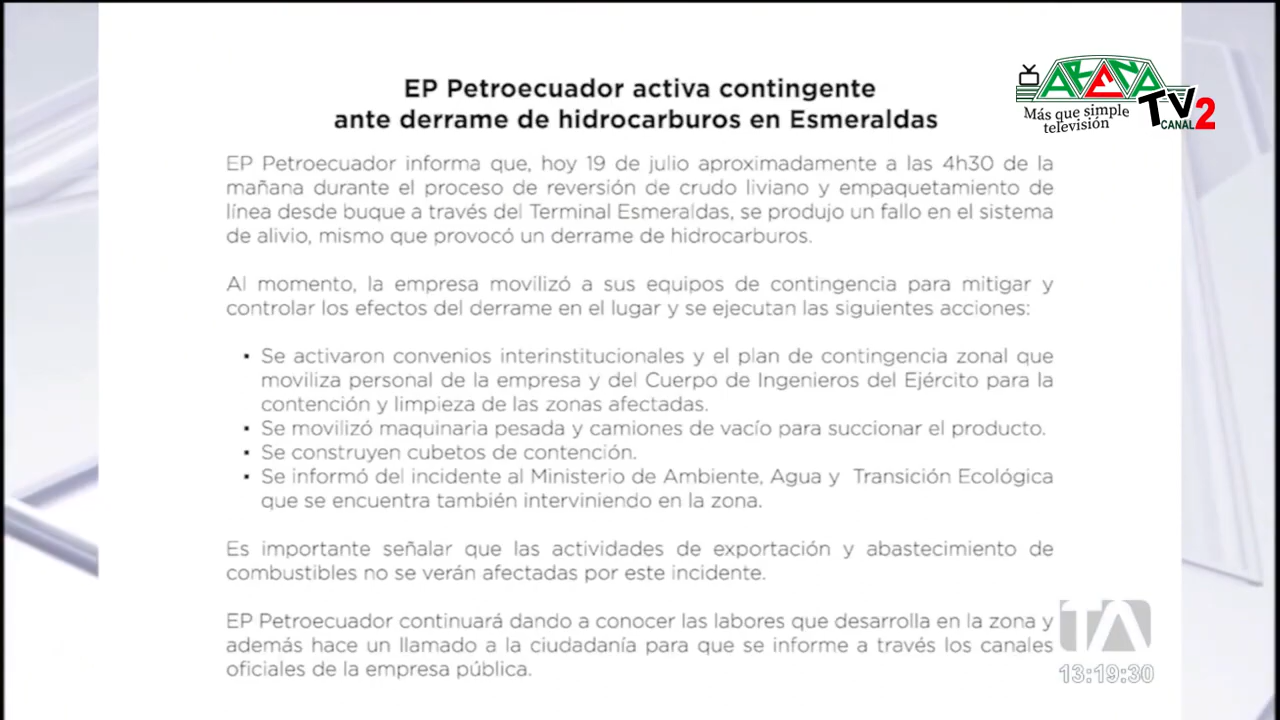 EP Petroecuador activa contingente
ante derrame de hidrocarburos en Esmeraldas
ARENA
TV2
CANAL
Más que simple
televisión
EP Petroecuador informa que, hoy 19 de julio aproximadamente a las 4h30 de la
mañana durante el proceso de reversión de crudo liviano y empaquetamiento de
línea desde buque a través del Terminal Esmeraldas, se produjo un fallo en el sistema
de alivio, mismo que provocó un derrame de hidrocarburos.
Al momento, la empresa movilizó a sus equipos de contingencia para mitigar y
controlar los efectos del derrame en el lugar y se ejecutan las siguientes acciones:
▪ Se activaron convenios interinstitucionales y el plan de contingencia zonal que
moviliza personal de la empresa y del Cuerpo de Ingenieros del Ejército para la
contención y limpieza de las zonas afectadas.
▪ Se movilizó maquinaria pesada y camiones de vacío para succionar el producto.
▪ Se construyen cubetos de contención.
▪ Se informó del incidente al Ministerio de Ambiente, Agua y Transición Ecológica
que se encuentra también interviniendo en la zona.
Es importante señalar que las actividades de exportación y abastecimiento de
combustibles no se verán afectadas por este incidente.
EP Petroecuador continuará dando a conocer las labores que desarrolla en la zona y
además hace un llamado a la ciudadanía para que se informe a través los canales
oficiales de la empresa pública.
TA
13:19:30